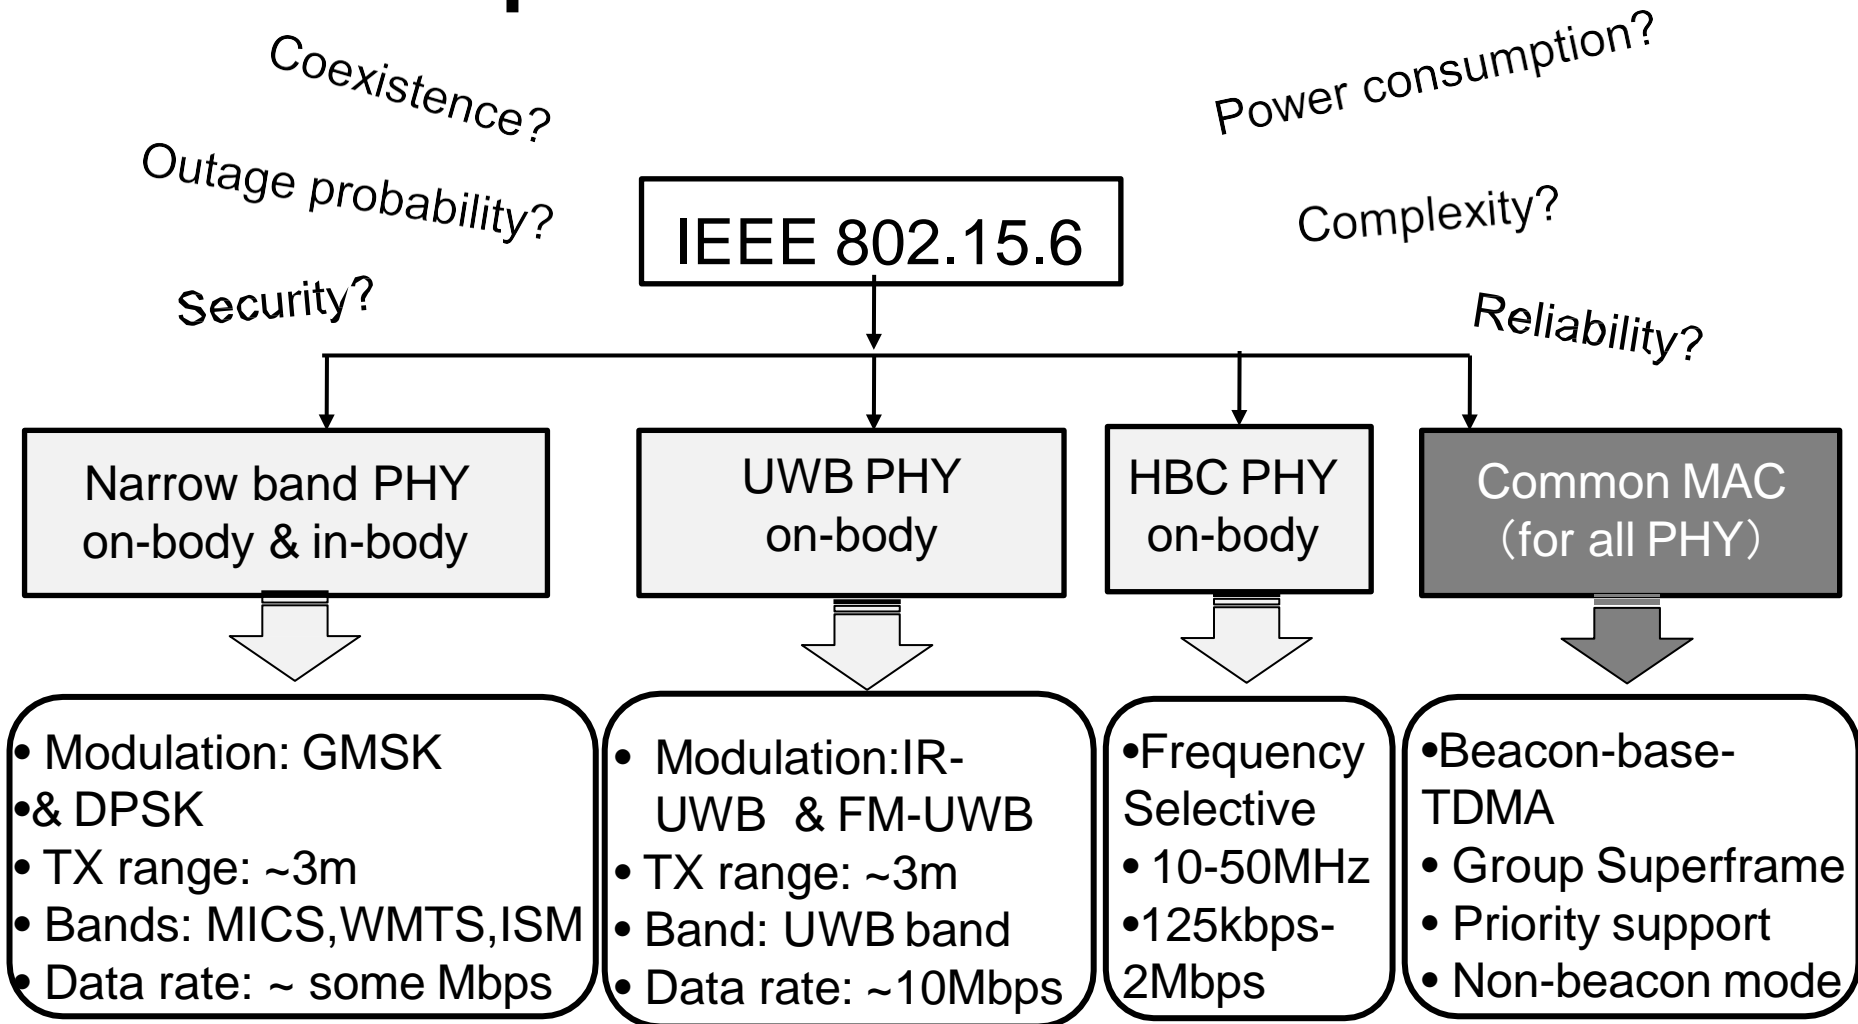 Coexistence?
Power consumption?
Outage probability?
IEEE 802.15.6
Complexity?
Security?
Reliability?
Narrow band PHY
on-body & in-body
UWB PHY
on-body
HBC PHY
on-body
Common MAC
（for all PHY）
• Modulation: GMSK
•& DPSK
• TX range: ~3m
• Bands: MICS,WMTS,ISM
• Data rate: ~ some Mbps
• Modulation:IR-
UWB & FM-UWB
• TX range: ~3m
• Band: UWB band
• Data rate: ~10Mbps
•Frequency
Selective
• 10-50MHz
•125kbps-
2Mbps
•Beacon-base-
TDMA
• Group Superframe
• Priority support
• Non-beacon mode